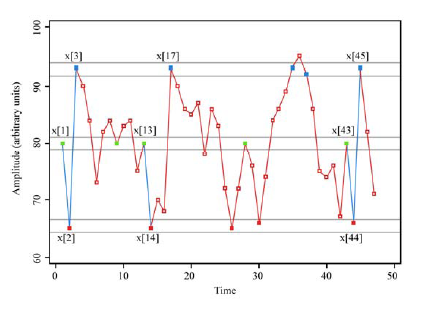 100
90
80
70
60
Amplitude (arbitrary units)
x[3]
x[17]
x[45]
x[1]
x[13]
x[43]
x[2]
x[14]
x[44]
0
10
20
30
40
50
Time